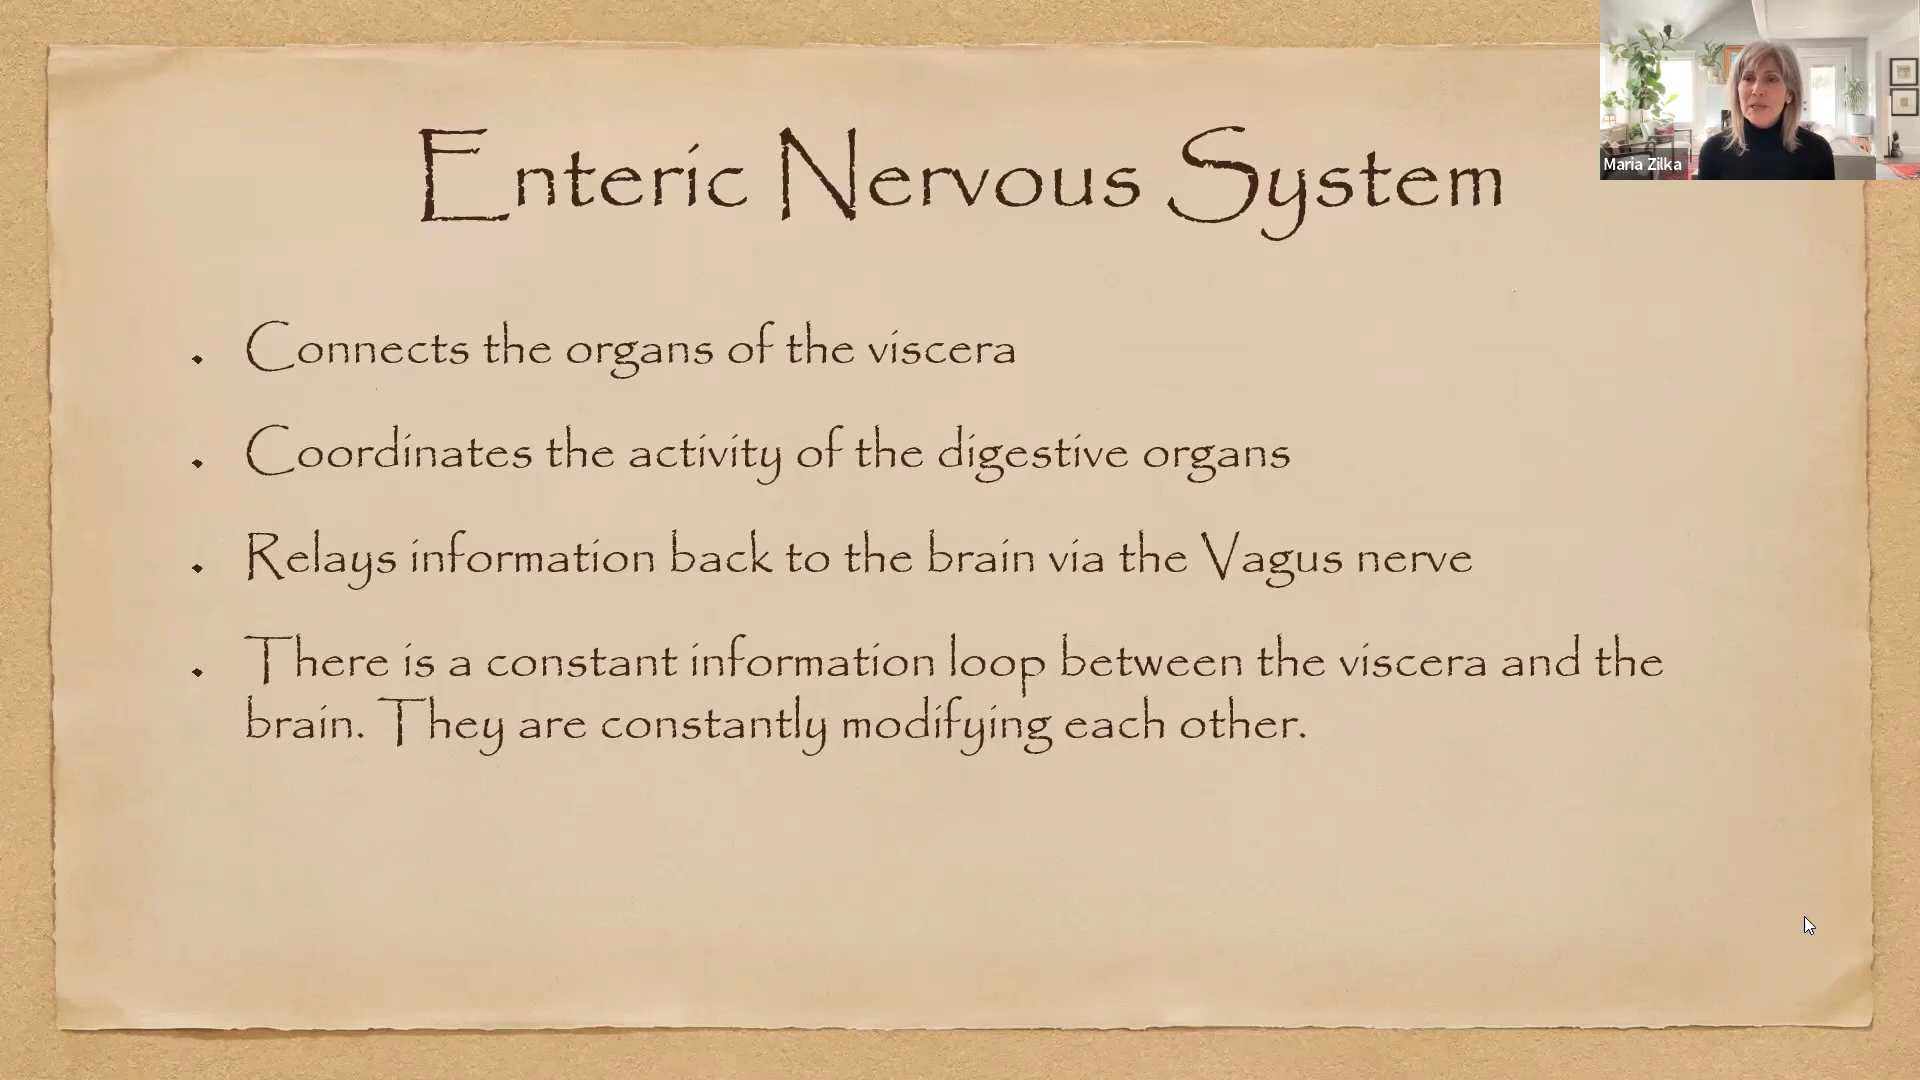 Enteric Nervous System
Maria Zilka
• Connects the organs of the viscera
• Coordinates the activity of the digestive organs
• Relays information back to the brain via the Vagus nerve
• There is a constant information loop between the viscera and the
brain. They are constantly modifying each other.